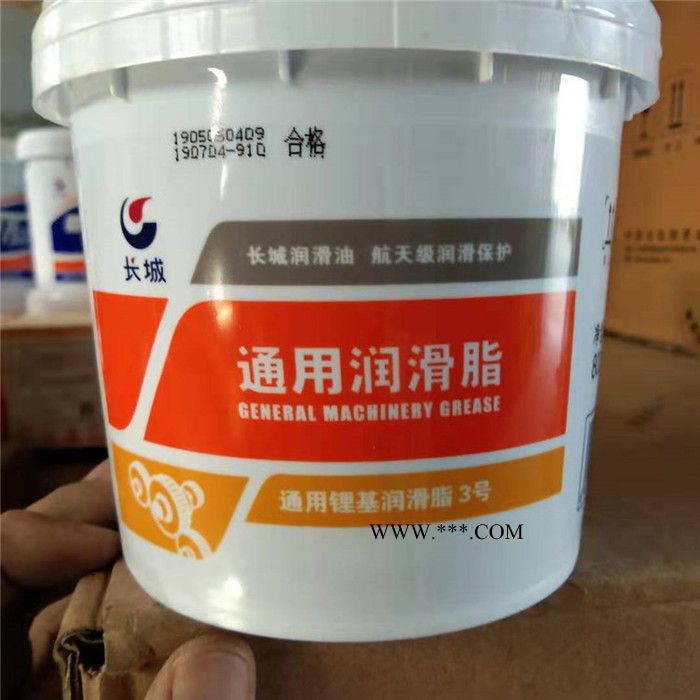 1905050409 合格
190704-910
长城
长城润滑油 航天级润滑保护
通用润滑脂
GENERAL MACHINERY GREASE
通用锂基润滑脂 3号
WWW.***.COM